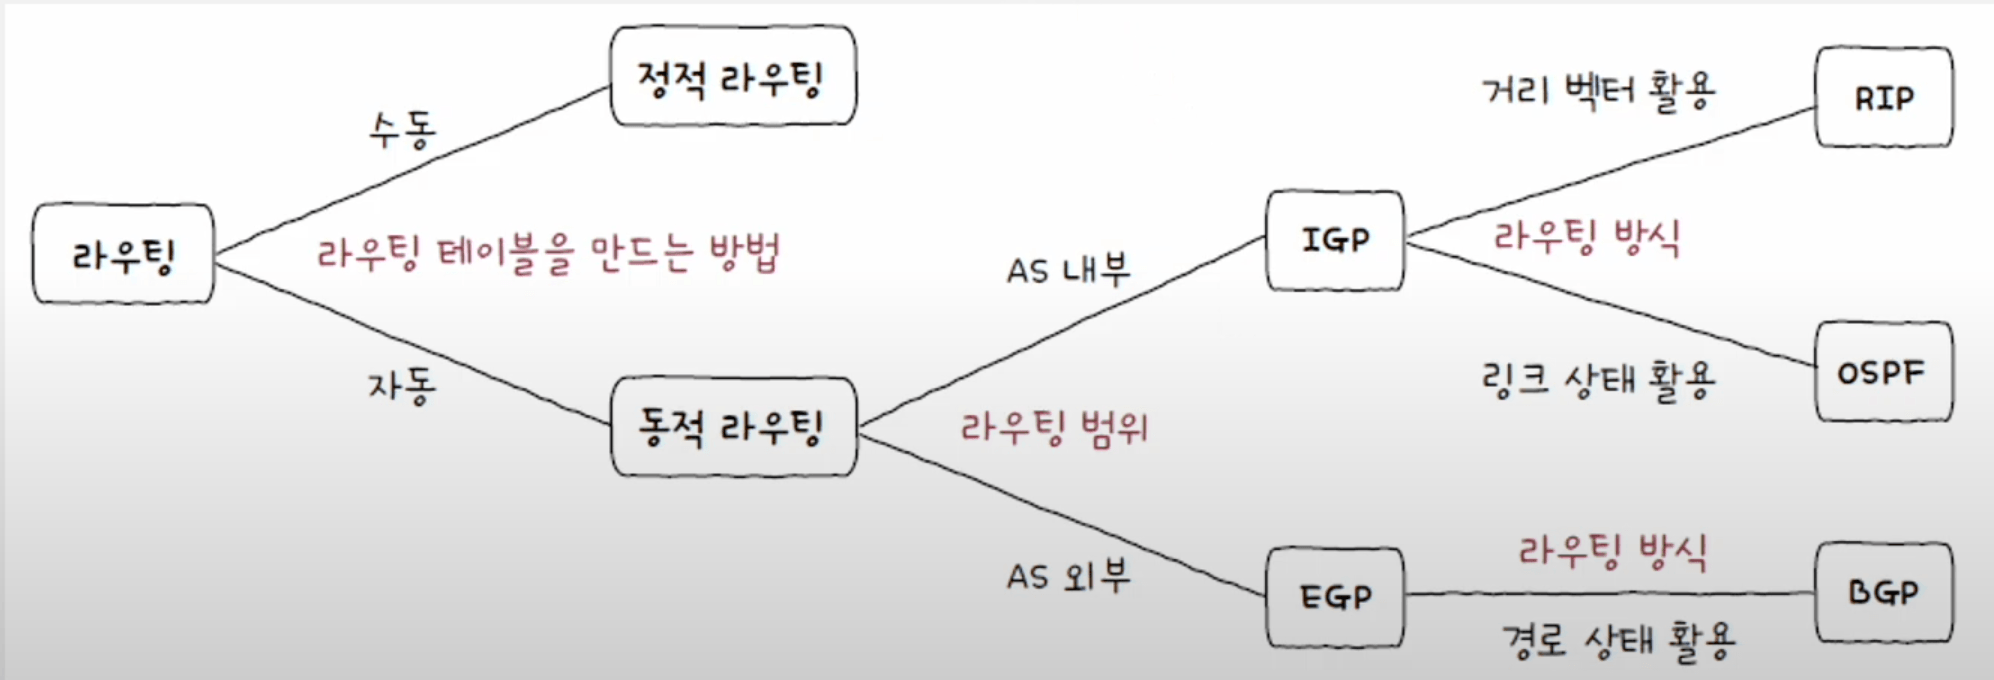 정적 라우팅
수동
라우팅
라우팅 테이블을 만드는 방법
자동
동적 라우팅
라우팅 범위
AS 내부
AS 외부
IGP
EGP
거리 벡터 활용
RIP
라우팅 방식
링크 상태 활용
OSPF
라우팅 방식
경로 상태 활용
BGP